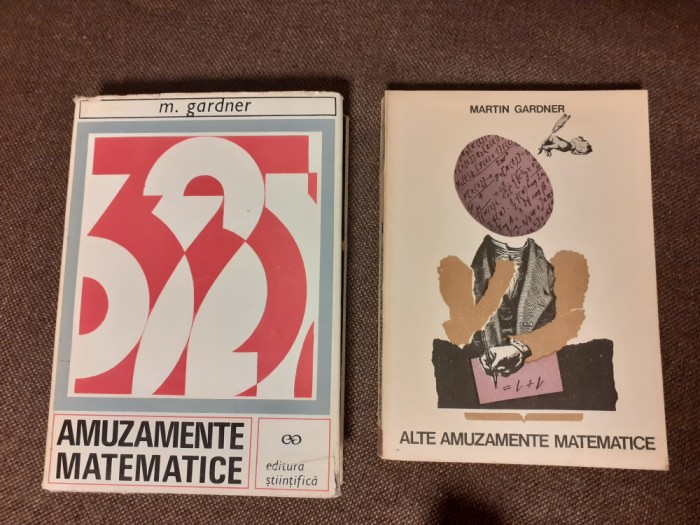 m. gardner
AMUZAMENTE
MATEMATICE
editura
științifică
MARTIN GARDNER
1+1=
ALTE AMUZAMENTE MATEMATICE